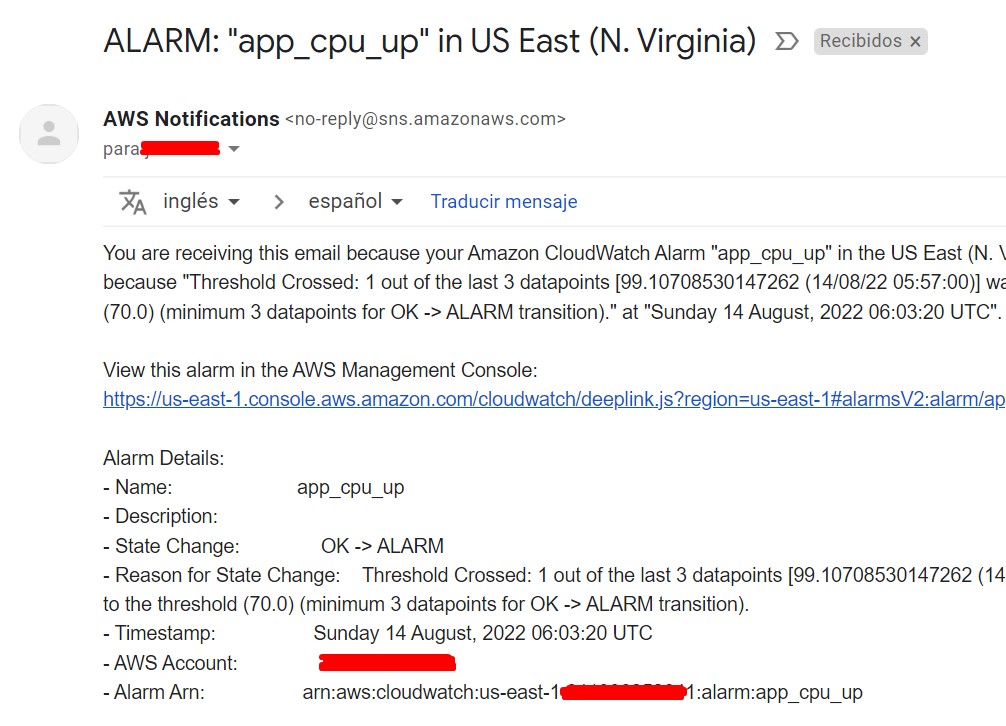 ALARM: "app_cpu_up" in US East (N. Virginia) Recibidos ×
AWS Notifications <no-reply@sns.amazonaws.com>
para
inglés > español Traducir mensaje
You are receiving this email because your Amazon CloudWatch Alarm "app_cpu_up" in the US East (N.
because "Threshold Crossed: 1 out of the last 3 datapoints [99.10708530147262 (14/08/22 05:57:00)]
(70.0) (minimum 3 datapoints for OK -> ALARM transition)." at "Sunday 14 August, 2022 06:03:20 UTC".
View this alarm in the AWS Management Console:
https://us-east-1.console.aws.amazon.com/cloudwatch/deeplink.js?region=us-east-1#alarmsV2:alarm/ap
Alarm Details:
- Name: app_cpu_up
- Description:
- State Change: OK -> ALARM
- Reason for State Change: Threshold Crossed: 1 out of the last 3 datapoints [99.10708530147262 (14
to the threshold (70.0) (minimum 3 datapoints for OK -> ALARM transition).
- Timestamp: Sunday 14 August, 2022 06:03:20 UTC
- AWS Account:
- Alarm Arn: arn:aws:cloudwatch:us-east-1 1:alarm:app_cpu_up